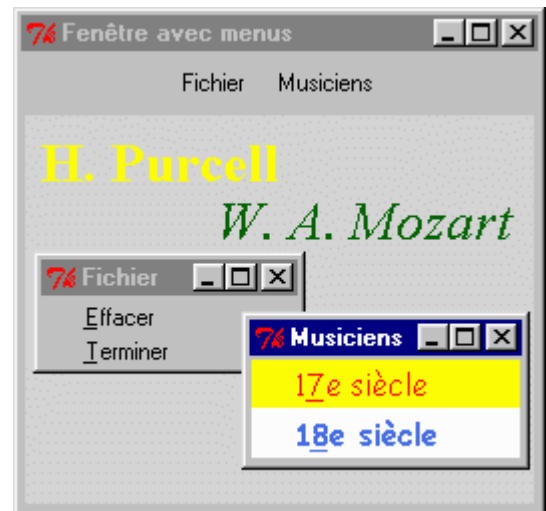 Fenêtre avec menus
Fichier Musiciens
H. Purcell
W. A. Mozart
Fichier
Effacer
Terminer
Musiciens
17e siècle
18e siècle